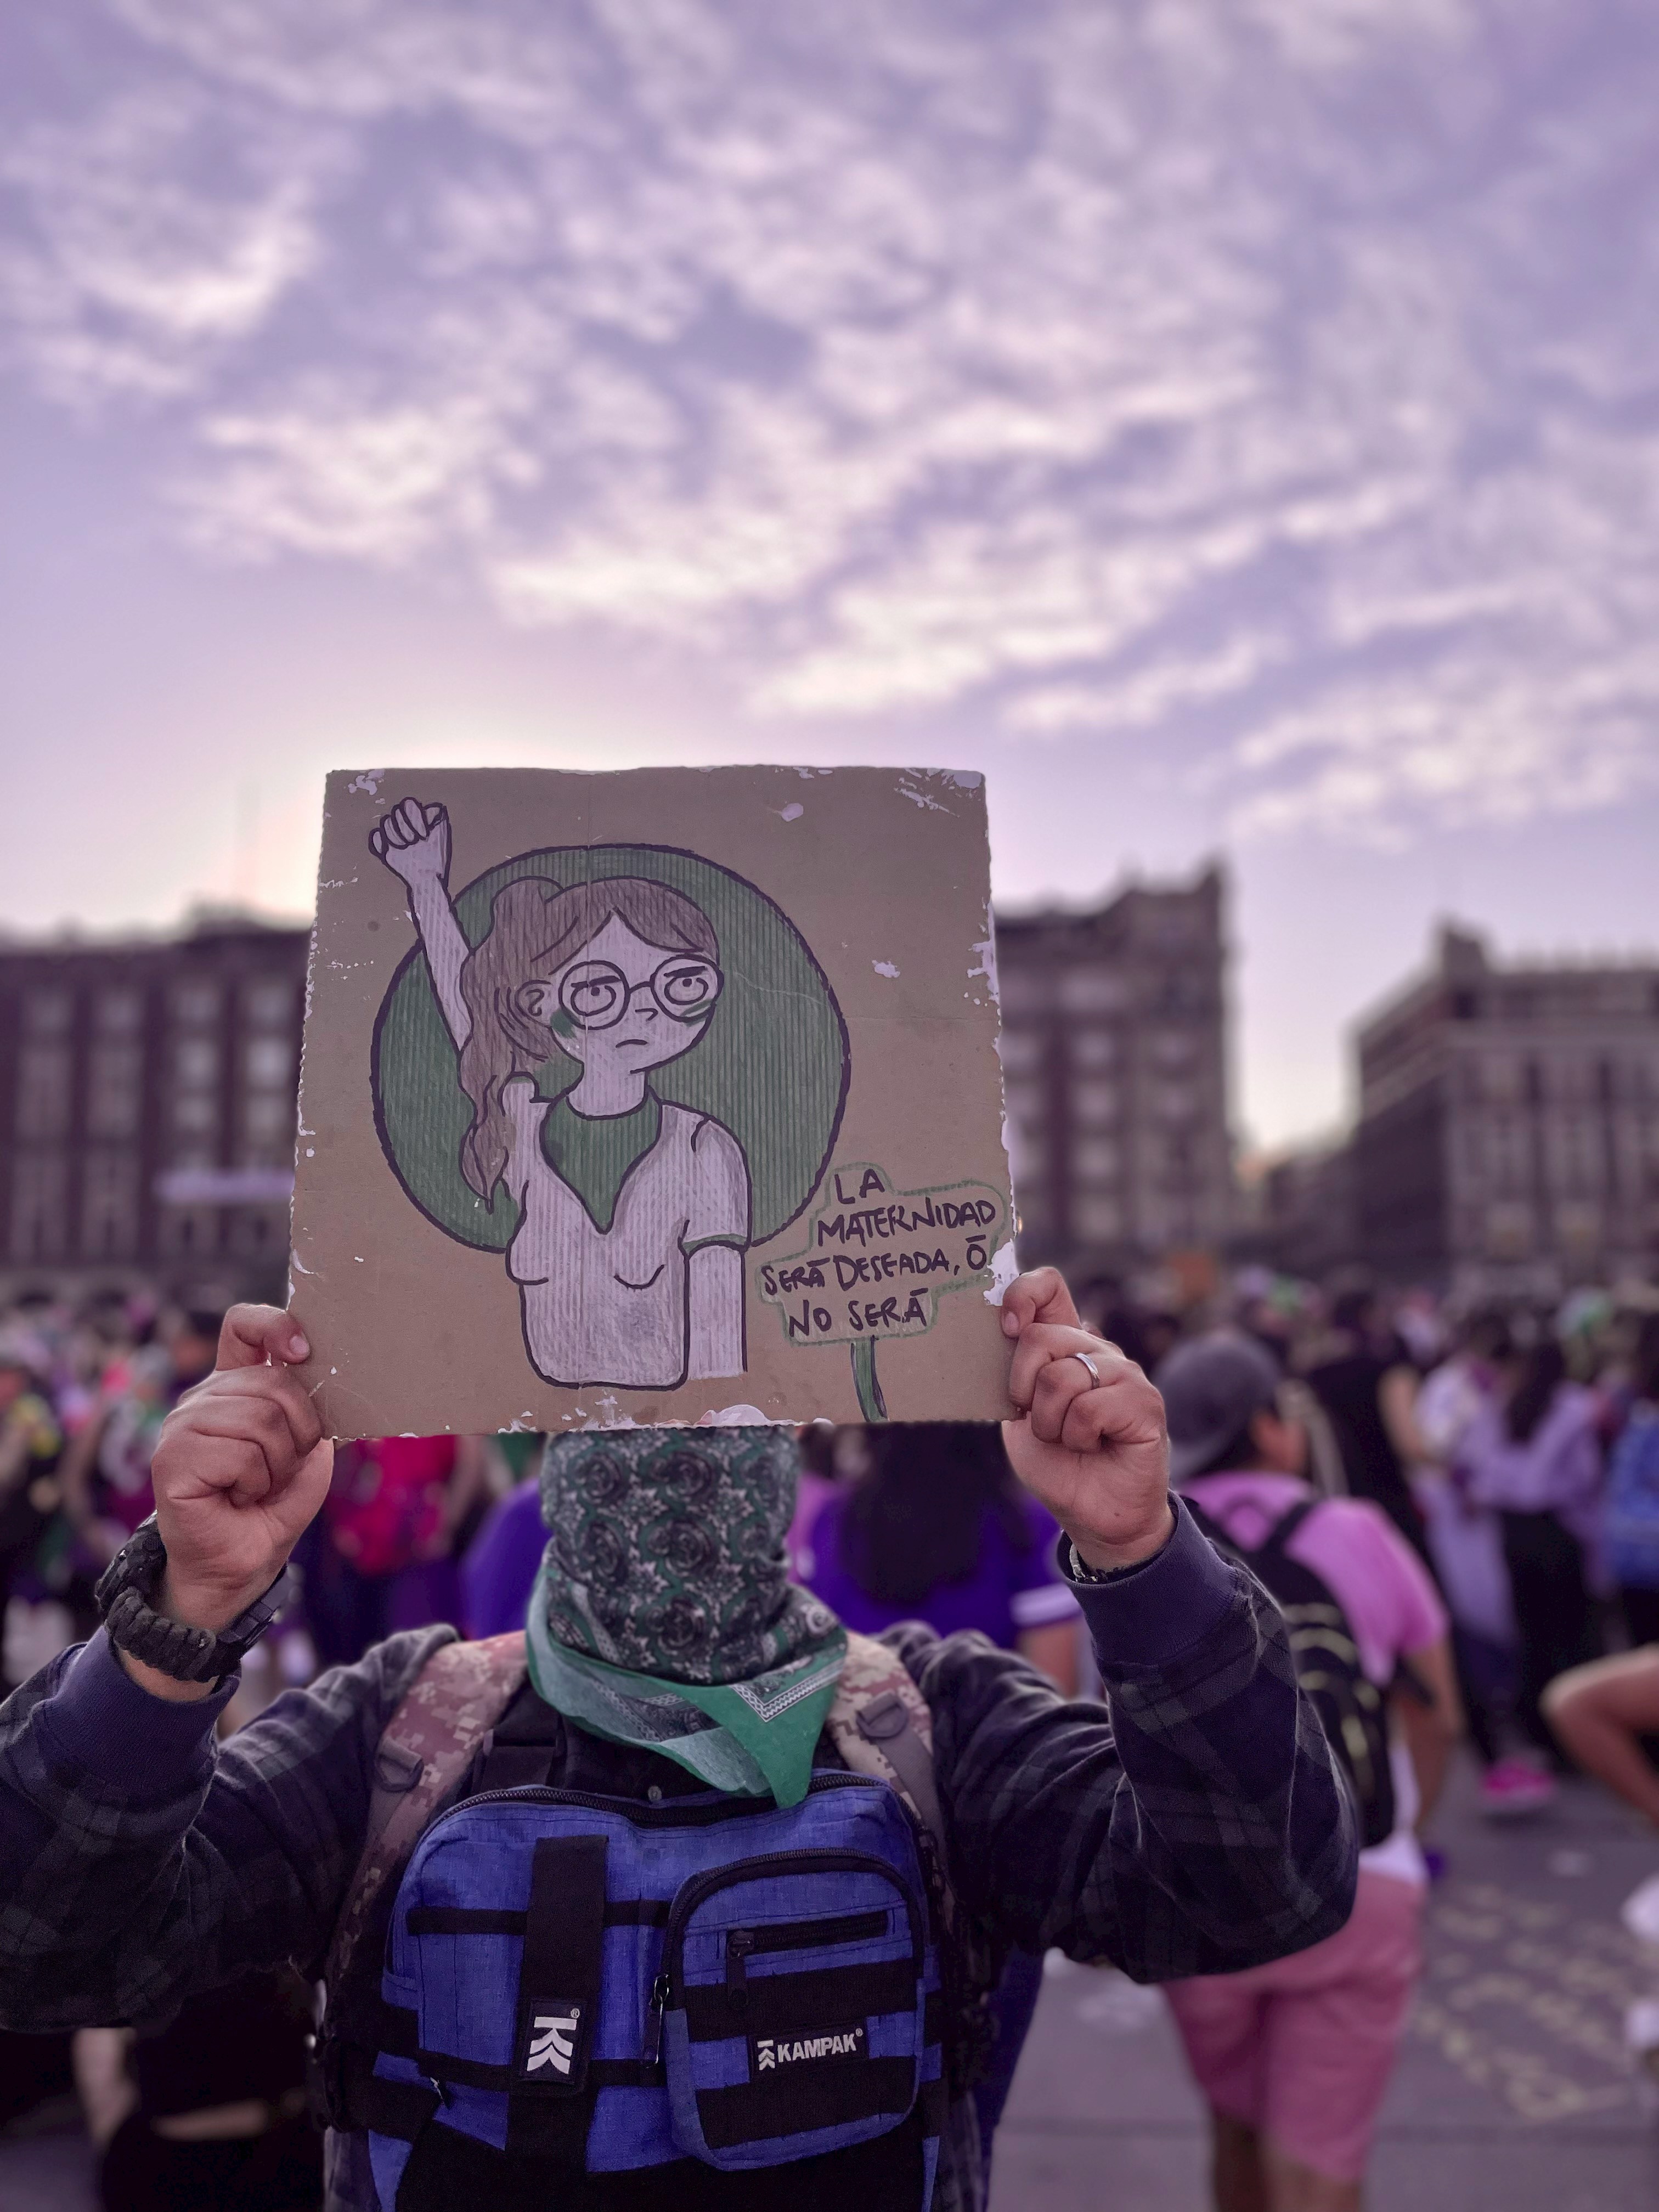 LA
MATERNIDAD
SERÁ DESEADA, Ó
NO SERÁ
KAMPAK®